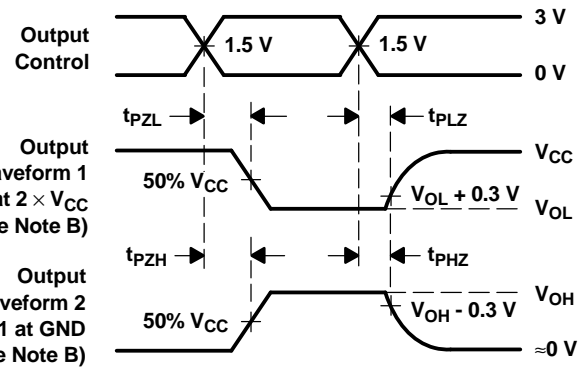 3 V
Output
Control
1.5 V
1.5 V
0 V
tPZL
tPLZ
Output
VCC
aveform 1
at 2 × VCC
50% VCC
VOL + 0.3 V
VOL
e Note B)
tPZH
tPHZ
Output
VOH
veform 2
1 at GND
50% VCC
VOH - 0.3 V
e Note B)
≈0 V